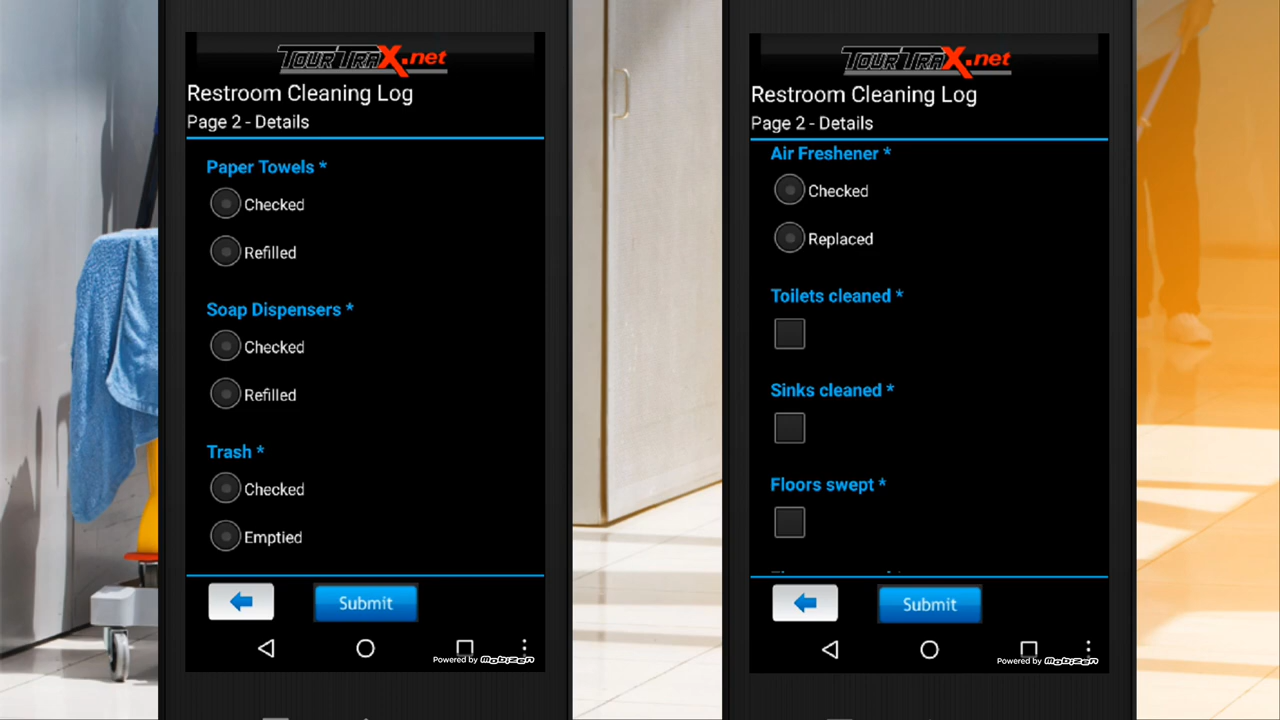 TOURTRAX.net
Restroom Cleaning Log
Page 2 - Details
Paper Towels *
Checked
Refilled
Soap Dispensers *
Checked
Refilled
Trash *
Checked
Emptied
Submit
Powered by Mobizen
TOURTRAX.net
Restroom Cleaning Log
Page 2 - Details
Air Freshener *
Checked
Replaced
Toilets cleaned *
Sinks cleaned *
Floors swept *
Submit
Powered by Mobizen